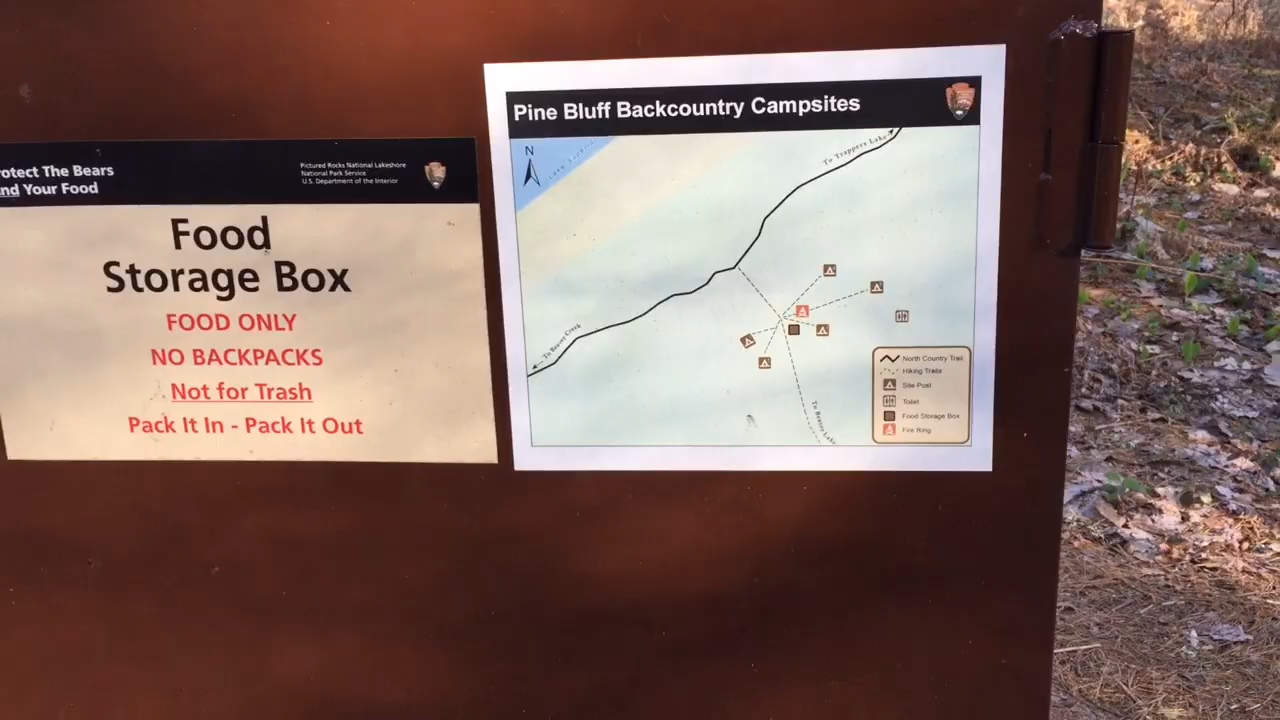 rotect The Bears
nd Your Food
Pictured Rocks National Lakeshore
National Park Service
U.S. Department of the Interior
Food
Storage Box
FOOD ONLY
NO BACKPACKS
Not for Trash
Pack It In - Pack It Out
Pine Bluff Backcountry Campsites
N
Lake Superior
To Trappers Lake
To Beaver Creek
To Beaver Lake
North Country Trail
Hiking Trails
Site Post
Toilet
Food Storage Box
Fire Ring